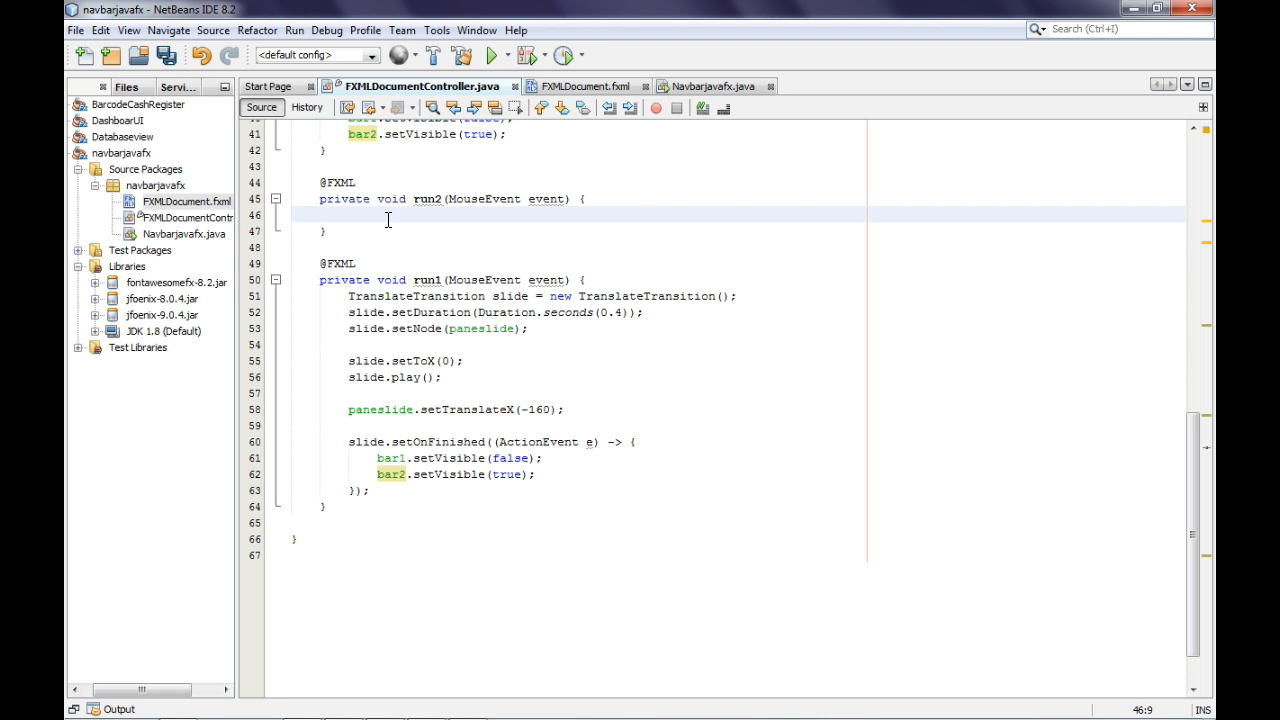 navbarjavafx - NetBeans IDE 8.2
File Edit View Navigate Source Refactor Run Debug Profile Team Tools Window Help
Search (Ctrl+I)
<default config>
Files Servi...
Start Page FXMLDocumentController.java FXMLDocument.fxml Navbarjavafx.java
Source History
BarcodeCashRegister
DashboarUI
Databaseview
navbarjavafx
Source Packages
navbarjavafx
FXMLDocument.fxml
FXMLDocumentContr
Navbarjavafx.java
Test Packages
Libraries
fontawesomefx-8.2.jar
jfoenix-8.0.4.jar
jfoenix-9.0.4.jar
JDK 1.8 (Default)
Test Libraries
40 bar1.setVisible(false);
41 bar2.setVisible(true);
42 }
43
44 @FXML
45 private void run2(MouseEvent event) {
46
47 }
48
49 @FXML
50 private void run1(MouseEvent event) {
51 TranslateTransition slide = new TranslateTransition();
52 slide.setDuration(Duration.seconds(0.4));
53 slide.setNode(paneslide);
54
55 slide.setToX(0);
56 slide.play();
57
58 paneslide.setTranslateX(-160);
59
60 slide.setOnFinished((ActionEvent e) -> {
61 bar1.setVisible(false);
62 bar2.setVisible(true);
63 });
64 }
65
66 }
67
Output
46:9 INS